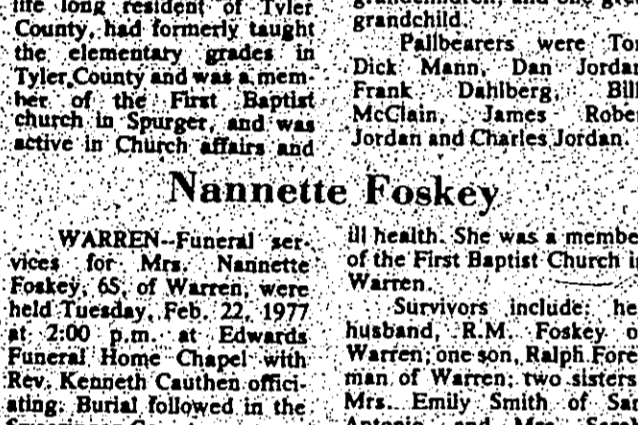 life long resident of Tyler
County, had formerly taught
the elementary grades in
Tyler County and was a mem-
ber of the First Baptist
church in Spurger, and was
active in Church affairs and
grandchild.
Pallbearers were
Dick Mann, Dan Jordan
Frank Dahlberg, Bill
McClain, James Rober
Jordan and Charles Jordan.
Nannette Foskey
WARREN--Funeral ser-
vices for Mrs. Nannette
Foskey, 65, of Warren, were
held Tuesday, Feb. 22, 1977
at 2:00 p.m. at Edwards
Funeral Home Chapel with
Rev. Kenneth Cauthen offici-
ating. Burial followed in the
ill health. She was a membe
of the First Baptist Church i
Warren.
Survivors include: he
husband, R.M. Foskey o
Warren; one son, Ralph Fore
man of Warren; two sisters
Mrs. Emily Smith of Sa
Antonio, and Mrs.